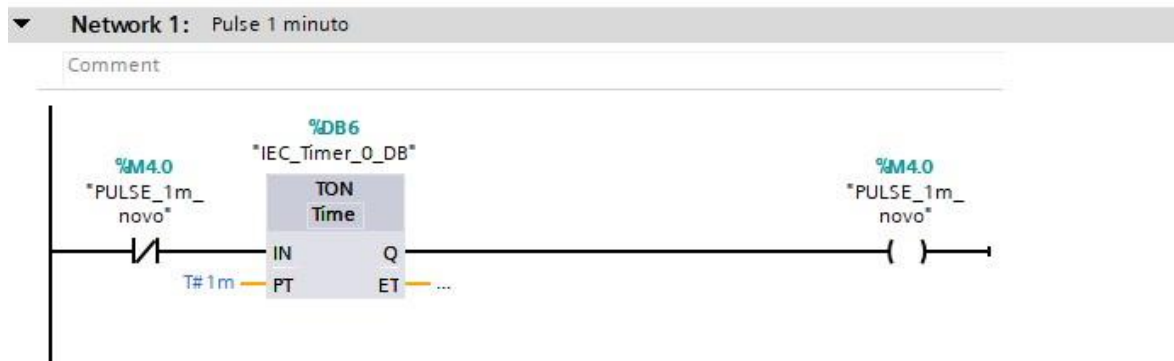 Network 1: Pulse 1 minuto
Comment
%DB6
"IEC_Timer_0_DB"
%M4.0
"PULSE_1m_
novo"
TON
Time
IN Q
T#1m PT ET ...
%M4.0
"PULSE_1m_
novo"